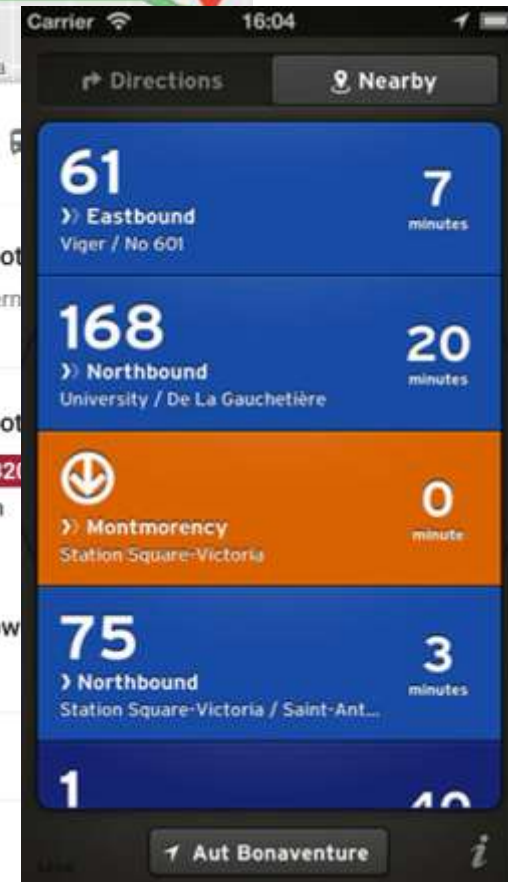 Carrier 16:04
Directions Nearby
61
7
Eastbound
minutes
Viger / No 601
168
20
Northbound
minutes
University / De La Gauchetière
0
Montmorency
minute
Station Square-Victoria
75
3
Northbound
minutes
Station Square-Victoria / Saint-Ant...
1
40
Aut Bonaventure
i